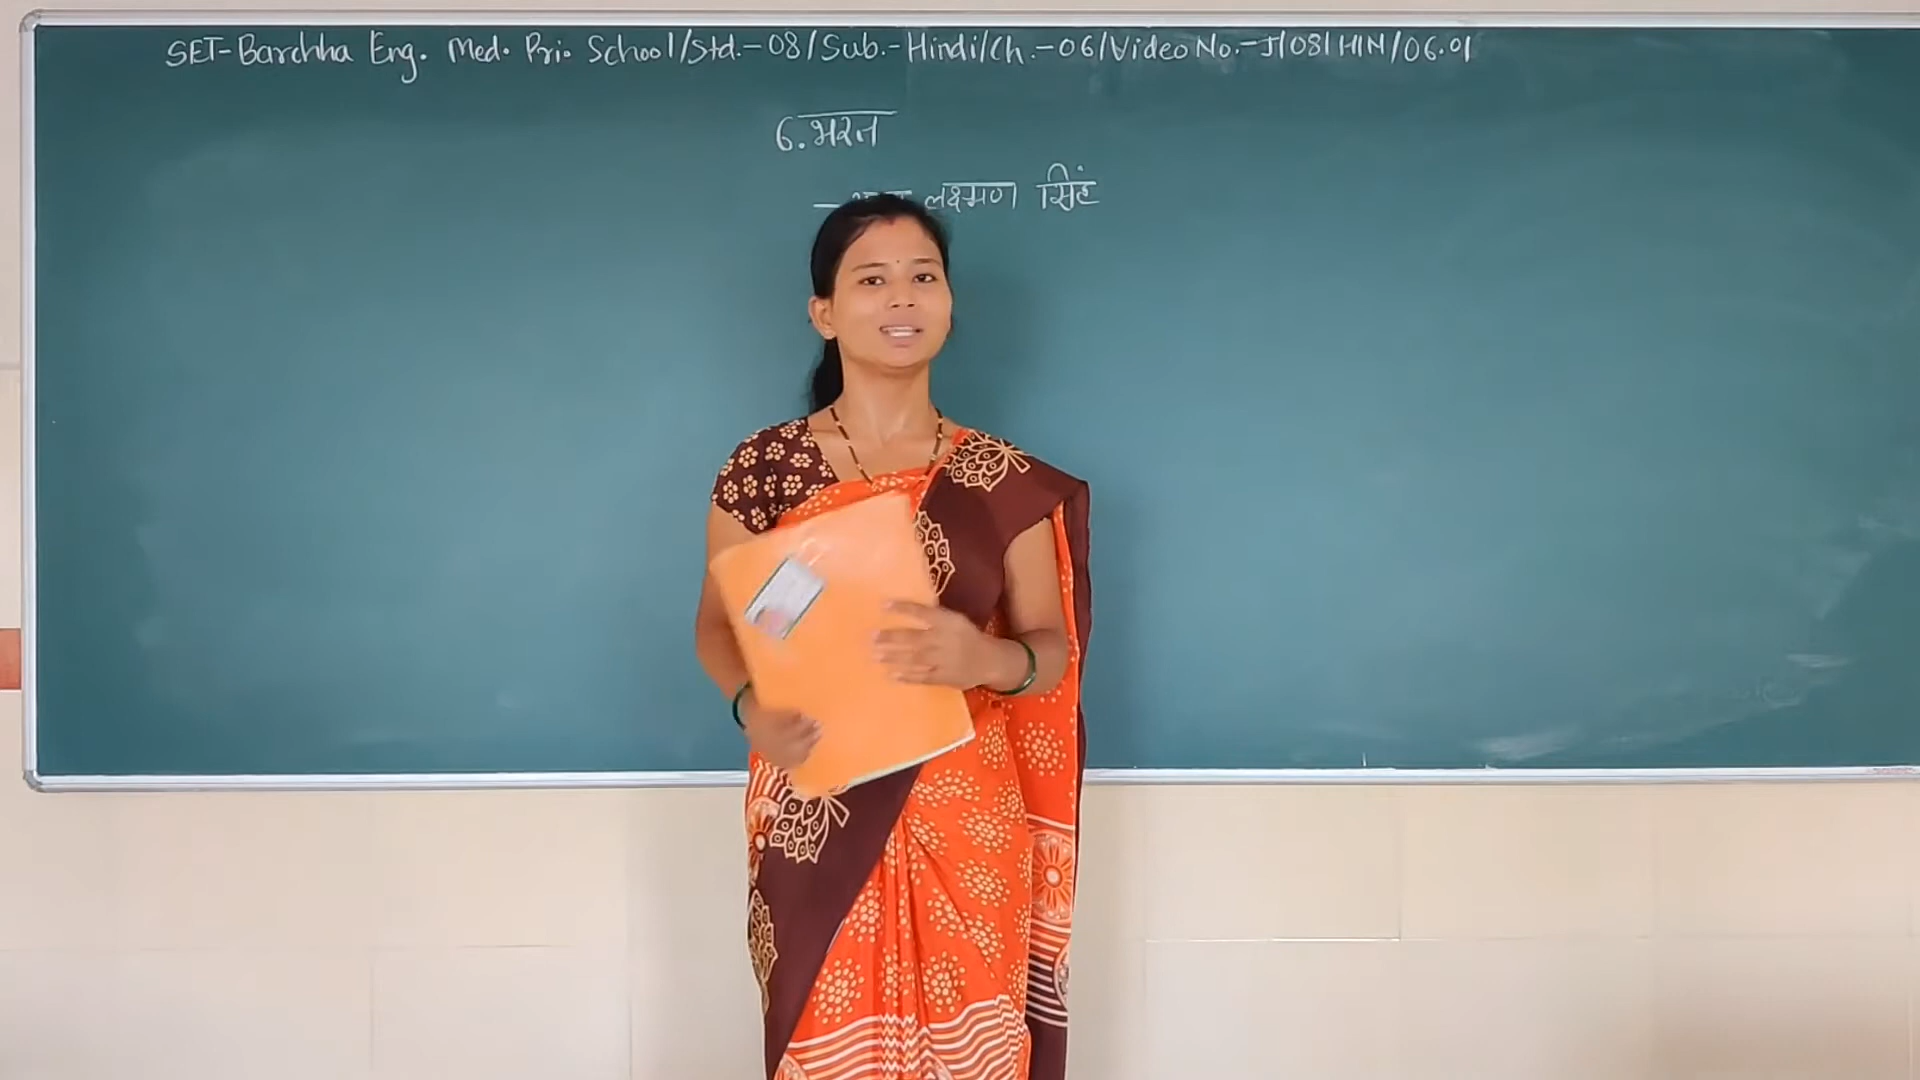 SET-Barchha Eng. Med. Pri. School/Std.-08/Sub.-Hindi/Ch.-06/Video No.-J/08/HIN/06.01
6. भरत
– लक्ष्मण सिंह